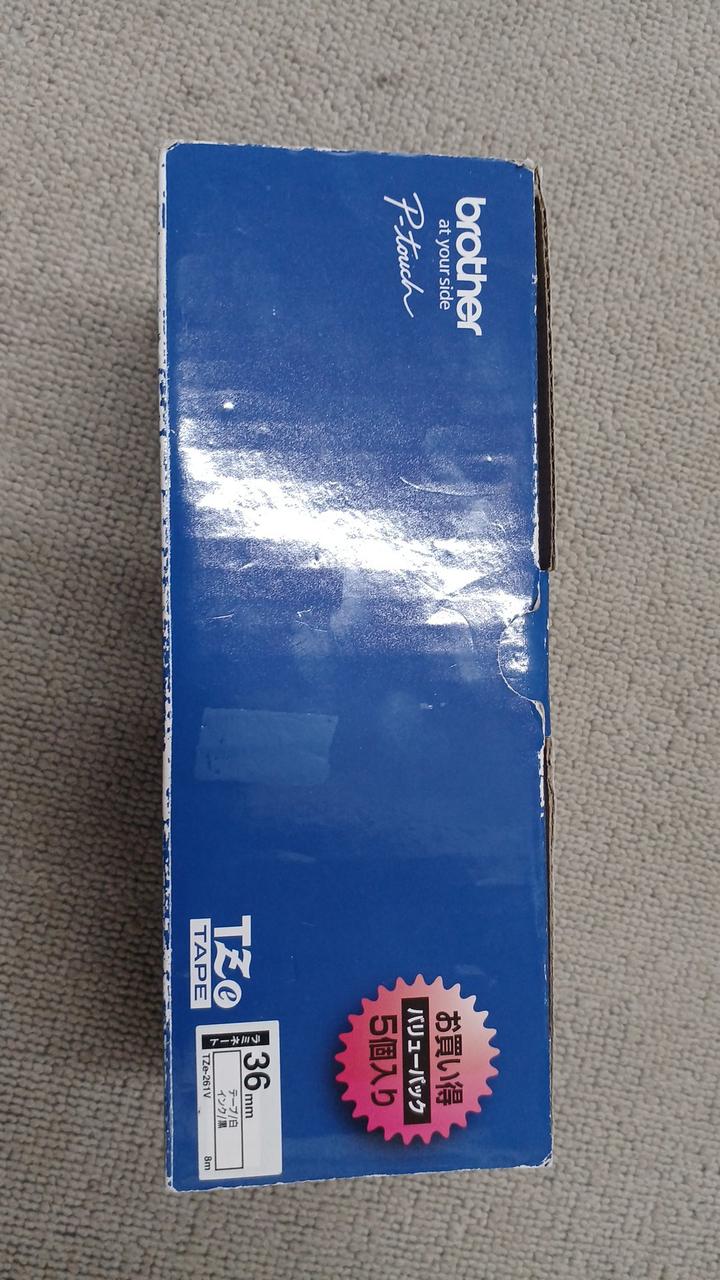 brother
at your side
P-touch
お買い得
バリューパック
5個入り
TZe
TAPE
36mm
ラミネート
テープ/白
インク/黒
TZe-261V
8m